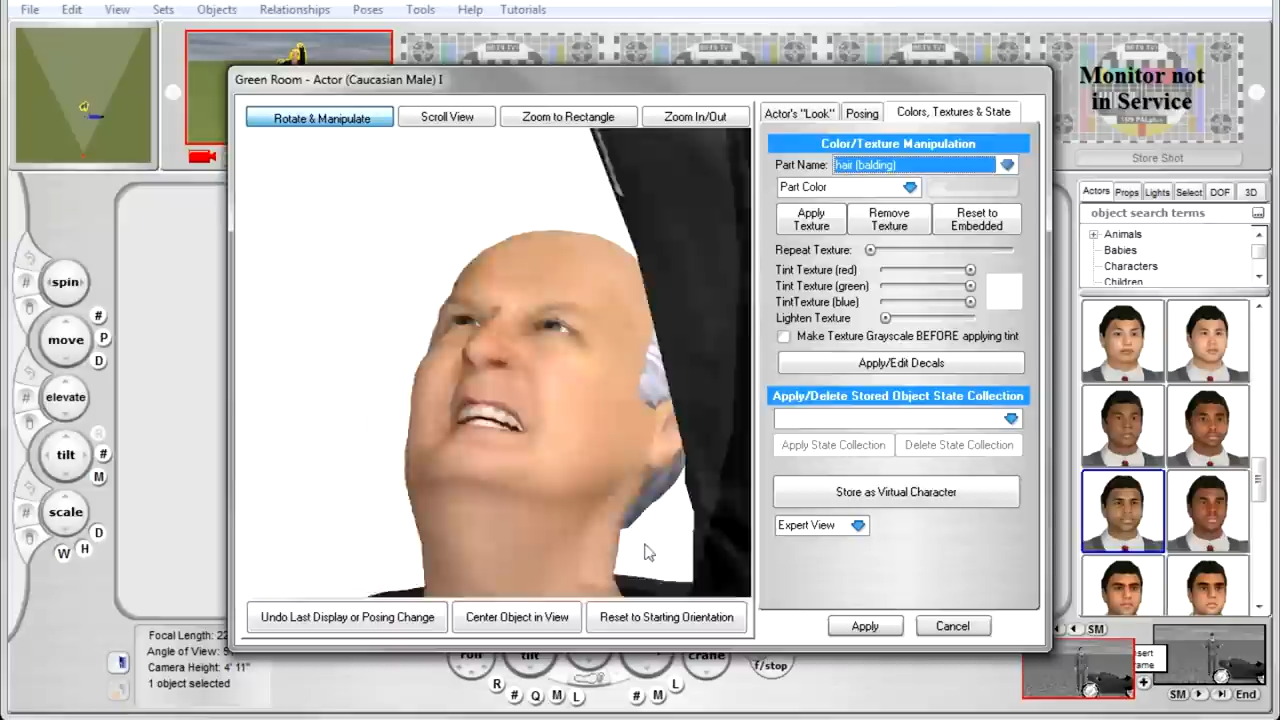 File Edit View Sets Objects Relationships Poses Tools Help Tutorials
Monitor not
in Service
Store Shot
Green Room - Actor (Caucasian Male) I
Rotate & Manipulate Scroll View Zoom to Rectangle Zoom In/Out
Actor's "Look" Posing Colors, Textures & State
Color/Texture Manipulation
Part Name: hair (balding)
Part Color
Apply Texture
Remove Texture
Reset to Embedded
Repeat Texture:
Tint Texture (red)
Tint Texture (green)
TintTexture (blue)
Lighten Texture
Make Texture Grayscale BEFORE applying tint
Apply/Edit Decals
Apply/Delete Stored Object State Collection
Apply State Collection Delete State Collection
Store as Virtual Character
Expert View
Undo Last Display or Posing Change Center Object in View Reset to Starting Orientation
Apply Cancel
Actors Props Lights Select DOF 3D
object search terms
Animals
Babies
Characters
Children
spin
#
move
P
D
elevate
tilt
#
M
scale
D
W H
Focal Length: 22
Angle of View: 9
Camera Height: 4' 11"
1 object selected
roll tilt crane f/stop
R # Q M L # M L
SM
SM End